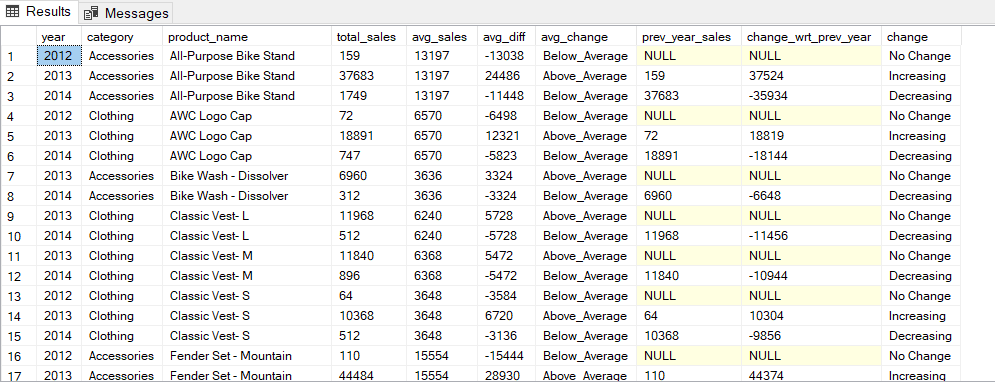 Results Messages
year category product_name total_sales avg_sales avg_diff avg_change prev_year_sales change_wrt_prev_year change
1 2012 Accessories All-Purpose Bike Stand 159 13197 -13038 Below_Average NULL NULL No Change
2 2013 Accessories All-Purpose Bike Stand 37683 13197 24486 Above_Average 159 37524 Increasing
3 2014 Accessories All-Purpose Bike Stand 1749 13197 -11448 Below_Average 37683 -35934 Decreasing
4 2012 Clothing AWC Logo Cap 72 6570 -6498 Below_Average NULL NULL No Change
5 2013 Clothing AWC Logo Cap 18891 6570 12321 Above_Average 72 18819 Increasing
6 2014 Clothing AWC Logo Cap 747 6570 -5823 Below_Average 18891 -18144 Decreasing
7 2013 Accessories Bike Wash - Dissolver 6960 3636 3324 Above_Average NULL NULL No Change
8 2014 Accessories Bike Wash - Dissolver 312 3636 -3324 Below_Average 6960 -6648 Decreasing
9 2013 Clothing Classic Vest- L 11968 6240 5728 Above_Average NULL NULL No Change
10 2014 Clothing Classic Vest- L 512 6240 -5728 Below_Average 11968 -11456 Decreasing
11 2013 Clothing Classic Vest- M 11840 6368 5472 Above_Average NULL NULL No Change
12 2014 Clothing Classic Vest- M 896 6368 -5472 Below_Average 11840 -10944 Decreasing
13 2012 Clothing Classic Vest- S 64 3648 -3584 Below_Average NULL NULL No Change
14 2013 Clothing Classic Vest- S 10368 3648 6720 Above_Average 64 10304 Increasing
15 2014 Clothing Classic Vest- S 512 3648 -3136 Below_Average 10368 -9856 Decreasing
16 2012 Accessories Fender Set - Mountain 110 15554 -15444 Below_Average NULL NULL No Change
17 2013 Accessories Fender Set - Mountain 44484 15554 28930 Above_Average 110 44374 Increasing